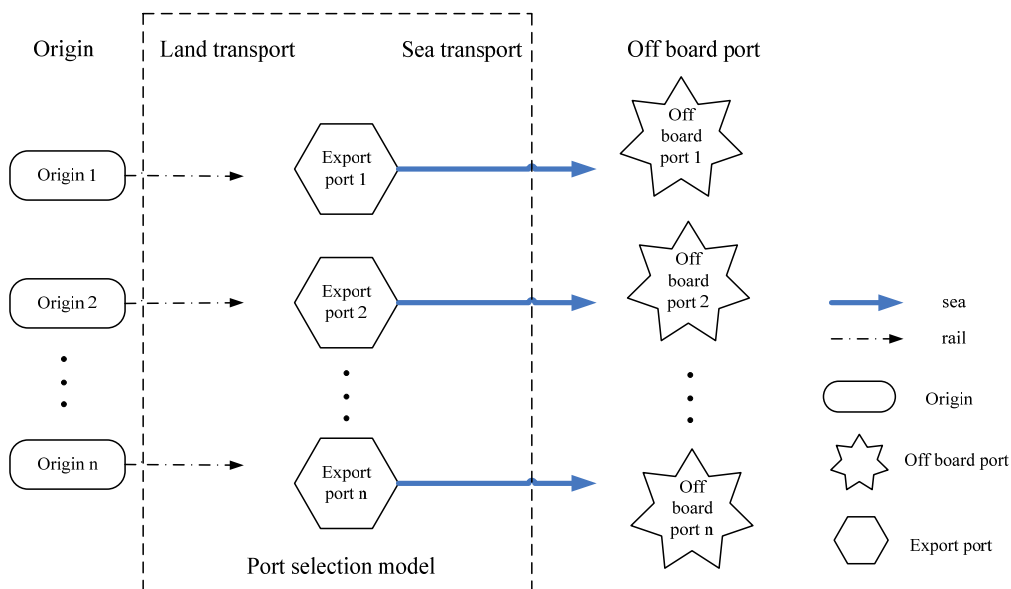 Origin
Land transport
Sea transport
Off board port
Origin 1
Export
port 1
Off
board
port 1
Origin 2
Export
port 2
Off
board
port 2
Origin n
Export
port n
Off
board
port n
Port selection model
sea
rail
Origin
Off board port
Export port